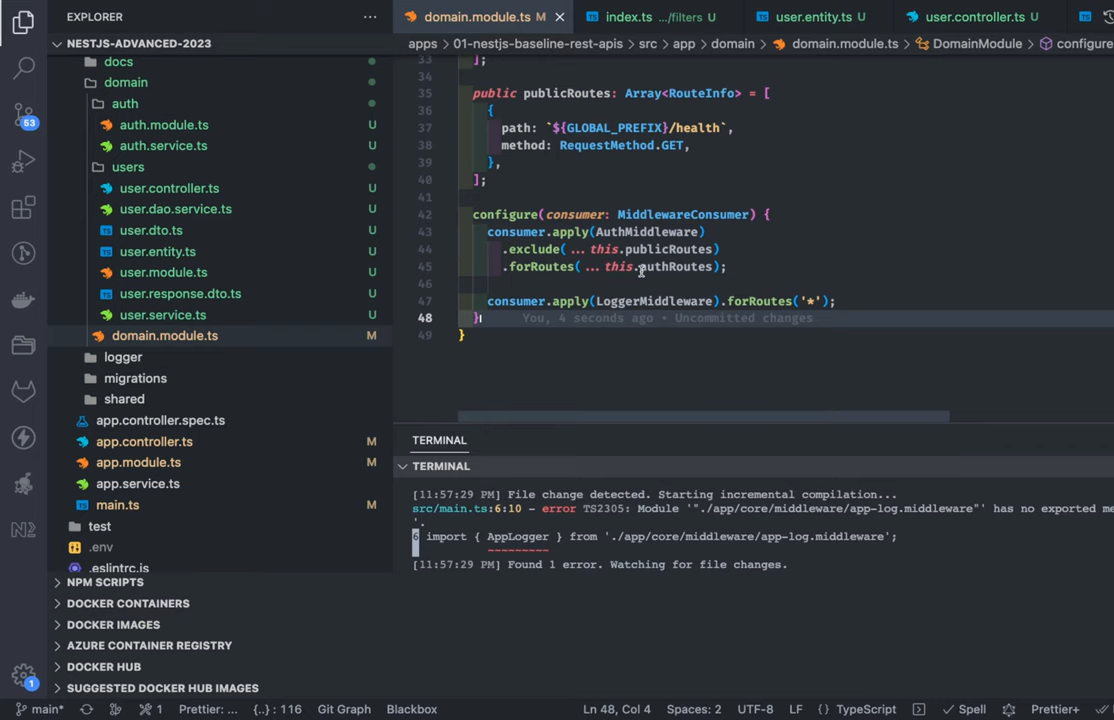 EXPLORER
NESTJS-ADVANCED-2023
docs
domain
auth
auth.module.ts U
auth.service.ts U
users
user.controller.ts U
user.dao.service.ts U
user.dto.ts U
user.entity.ts U
user.module.ts U
user.response.dto.ts U
user.service.ts U
domain.module.ts M
logger
migrations
shared
app.controller.spec.ts
app.controller.ts M
app.module.ts M
app.service.ts
main.ts M
test
.env
.eslintrc.js
NPM SCRIPTS
DOCKER CONTAINERS
DOCKER IMAGES
AZURE CONTAINER REGISTRY
DOCKER HUB
SUGGESTED DOCKER HUB IMAGES
53
N2
1
domain.module.ts M
index.ts .../filters U
user.entity.ts U
user.controller.ts U
TS
apps > 01-nestjs-baseline-rest-apis > src > app > domain > domain.module.ts > DomainModule > configure
33 ];
34
35 public publicRoutes: Array<RouteInfo> = [
36 {
37 path: `${GLOBAL_PREFIX}/health`,
38 method: RequestMethod.GET,
39 },
40 ];
41
42 configure(consumer: MiddlewareConsumer) {
43 consumer.apply(AuthMiddleware)
44 .exclude(...this.publicRoutes)
45 .forRoutes(...this.authRoutes);
46
47 consumer.apply(LoggerMiddleware).forRoutes('*');
48 } You, 4 seconds ago • Uncommitted changes
49 }
TERMINAL
TERMINAL
[11:57:29 PM] File change detected. Starting incremental compilation...
src/main.ts:6:10 - error TS2305: Module '"./app/core/middleware/app-log.middleware"' has no exported me
'.
6 import { AppLogger } from './app/core/middleware/app-log.middleware';
~~~~~~~~~
[11:57:29 PM] Found 1 error. Watching for file changes.
main* 1 Prettier: ... {..} : 116 Git Graph Blackbox Ln 48, Col 4 Spaces: 2 UTF-8 LF {} TypeScript Spell Prettier+